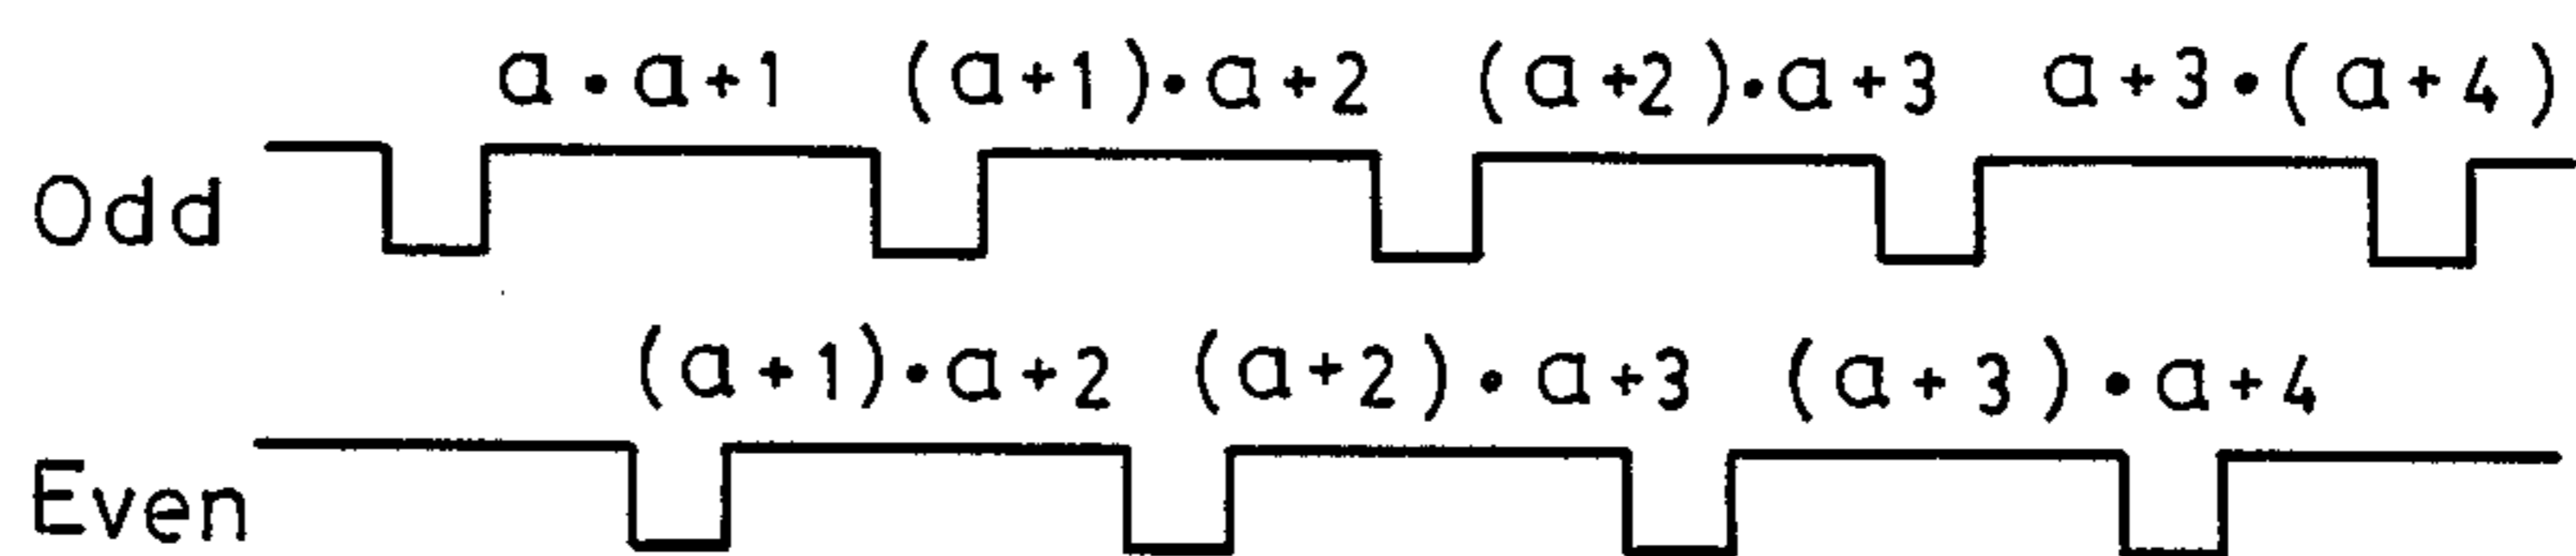 a•a+1 (a+1)•a+2 (a+2)•a+3 a+3•(a+4)
Odd
(a+1)•a+2 (a+2)•a+3 (a+3)•a+4
Even